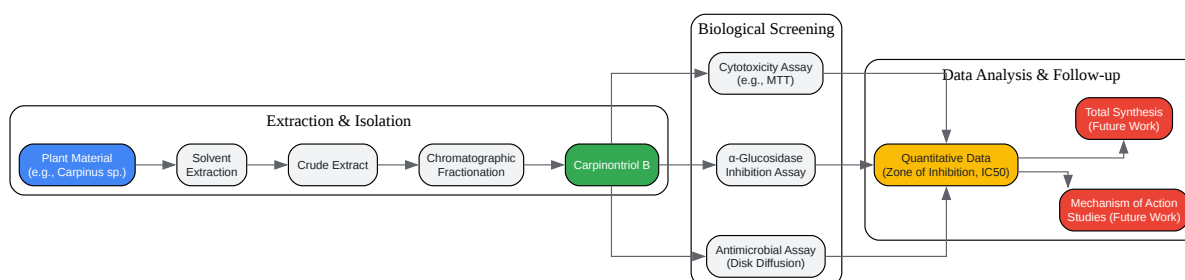 Extraction & Isolation
Plant Material
(e.g., Carpinus sp.)
Solvent
Extraction
Crude Extract
Chromatographic
Fractionation
Carpinontriol B
Biological Screening
Cytotoxicity Assay
(e.g., MTT)
α-Glucosidase
Inhibition Assay
Antimicrobial Assay
(Disk Diffusion)
Data Analysis & Follow-up
Quantitative Data
(Zone of Inhibition, IC50)
Total Synthesis
(Future Work)
Mechanism of Action
Studies (Future Work)